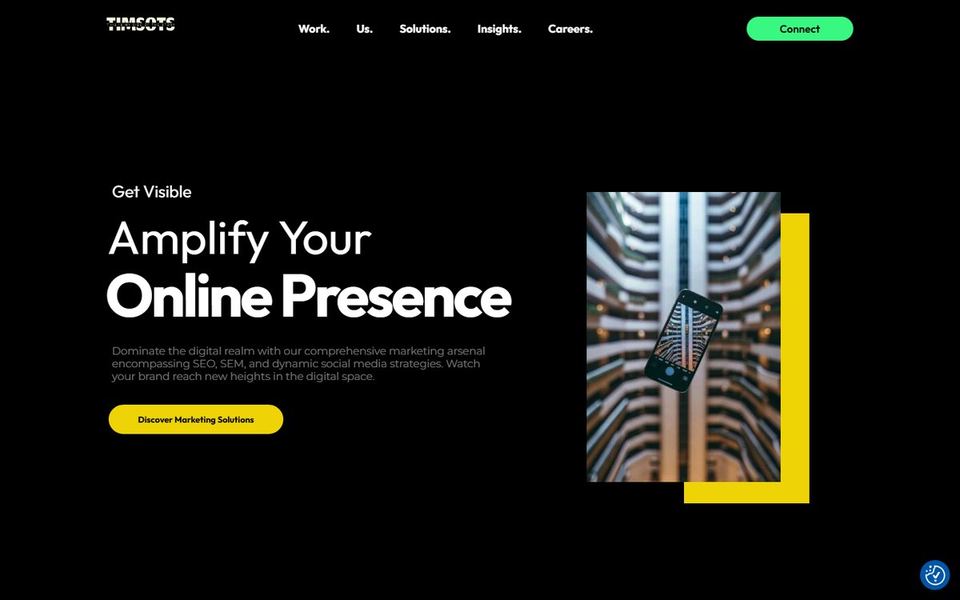 TIMSOTS
Work.
Us.
Solutions.
Insights.
Careers.
Connect
Get Visible
Amplify Your
Online Presence
Dominate the digital realm with our comprehensive marketing arsenal
encompassing SEO, SEM, and dynamic social media strategies. Watch
your brand reach new heights in the digital space.
Discover Marketing Solutions